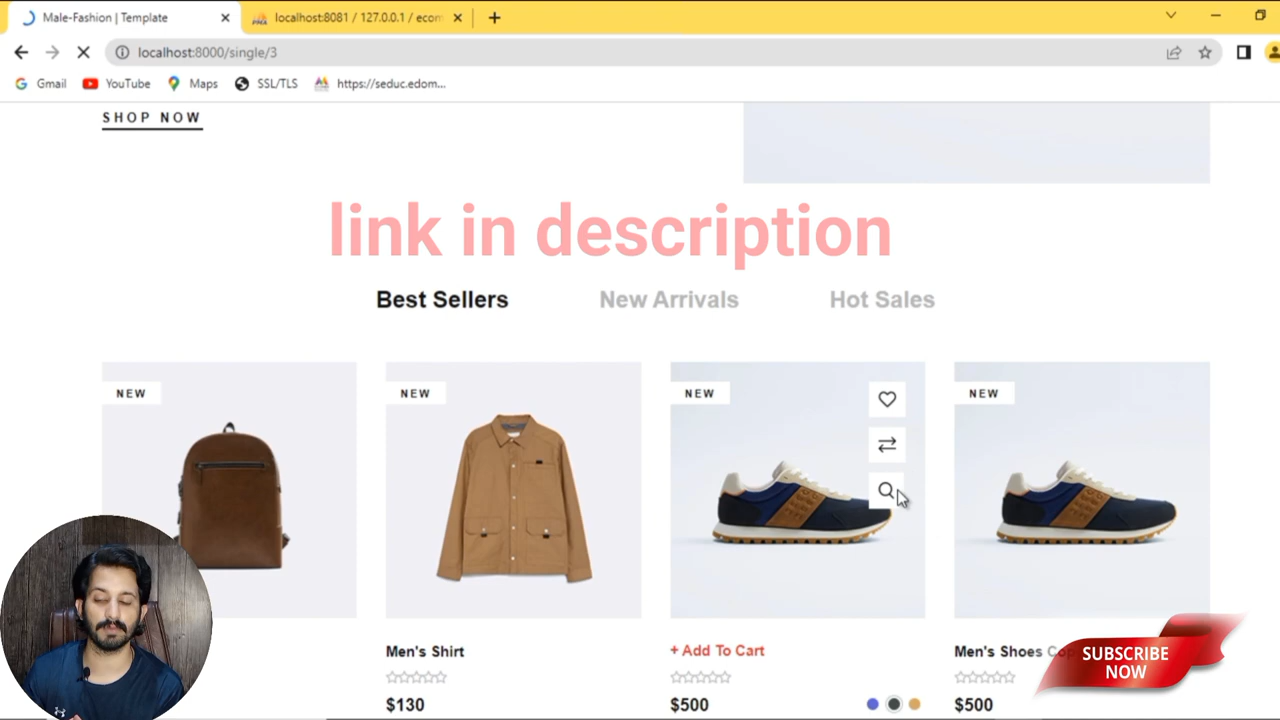 Male-Fashion | Template
localhost:8081 / 127.0.0.1 / ecom
localhost:8000/single/3
Gmail
YouTube
Maps
SSL/TLS
https://seduc.edom...
SHOP NOW
link in description
Best Sellers
New Arrivals
Hot Sales
NEW
NEW
NEW
NEW
Men's Shirt
+ Add To Cart
Men's Shoes
$130
$500
$500
SUBSCRIBE
NOW